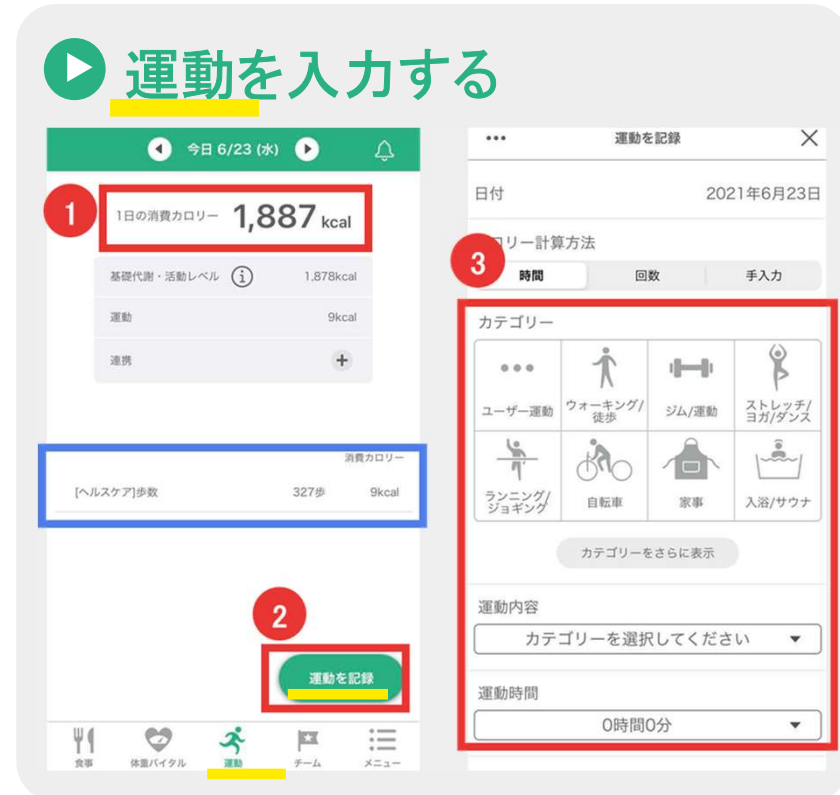 運動を入力する
今日 6/23 (水)
1
1日の消費カロリー 1,887 kcal
基礎代謝・活動レベル i 1,878kcal
運動 9kcal
連携 +
消費カロリー
[ヘルスケア]歩数 327歩 9kcal
2
運動を記録
食事 体重バイタル 運動 チーム メニュー
... 運動を記録
日付 2021年6月23日
ロリー計算方法
3
時間 回数 手入力
カテゴリー
ユーザー運動 ウォーキング/ ジム/運動 ストレッチ/
徒歩 ヨガ/ダンス
ランニング/ 自転車 家事 入浴/サウナ
ジョギング
カテゴリーをさらに表示
運動内容
カテゴリーを選択してください
運動時間
0時間0分